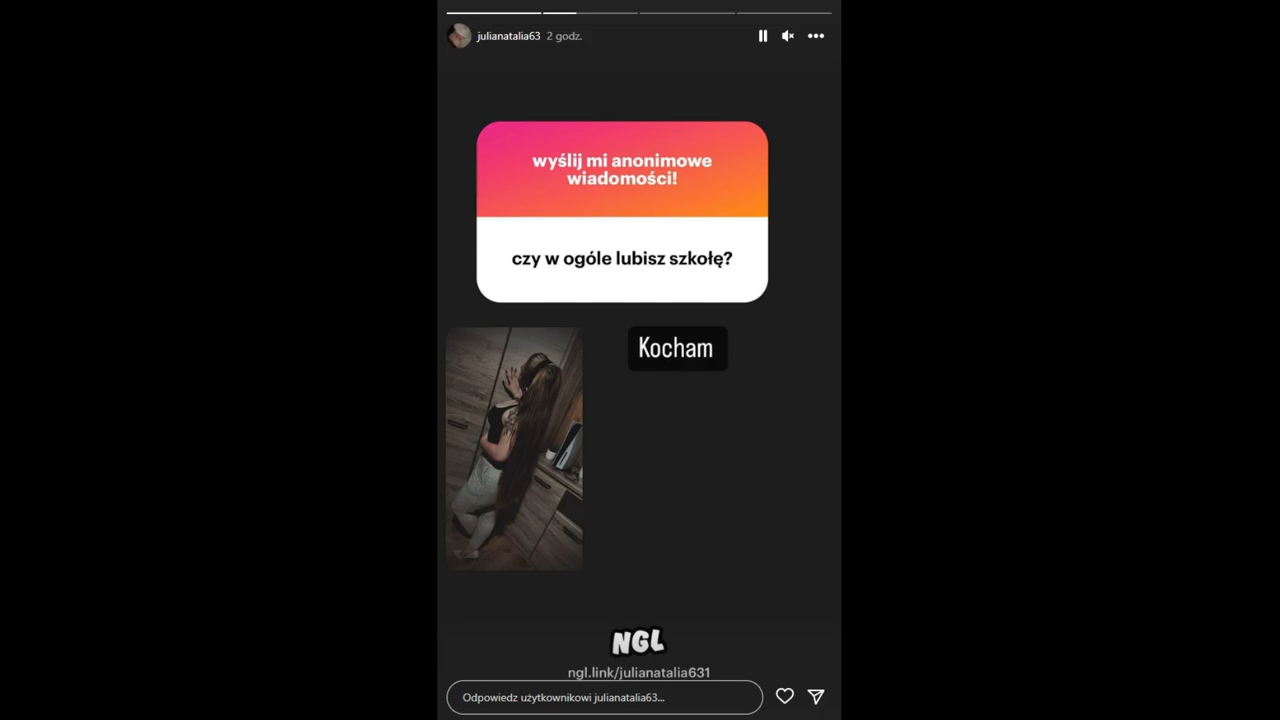 julianatalia63 2 godz.
wyślij mi anonimowe
wiadomości!
czy w ogóle lubisz szkołę?
Kocham
NGL
ngl.link/julianatalia631
Odpowiedz użytkownikowi julianatalia63...